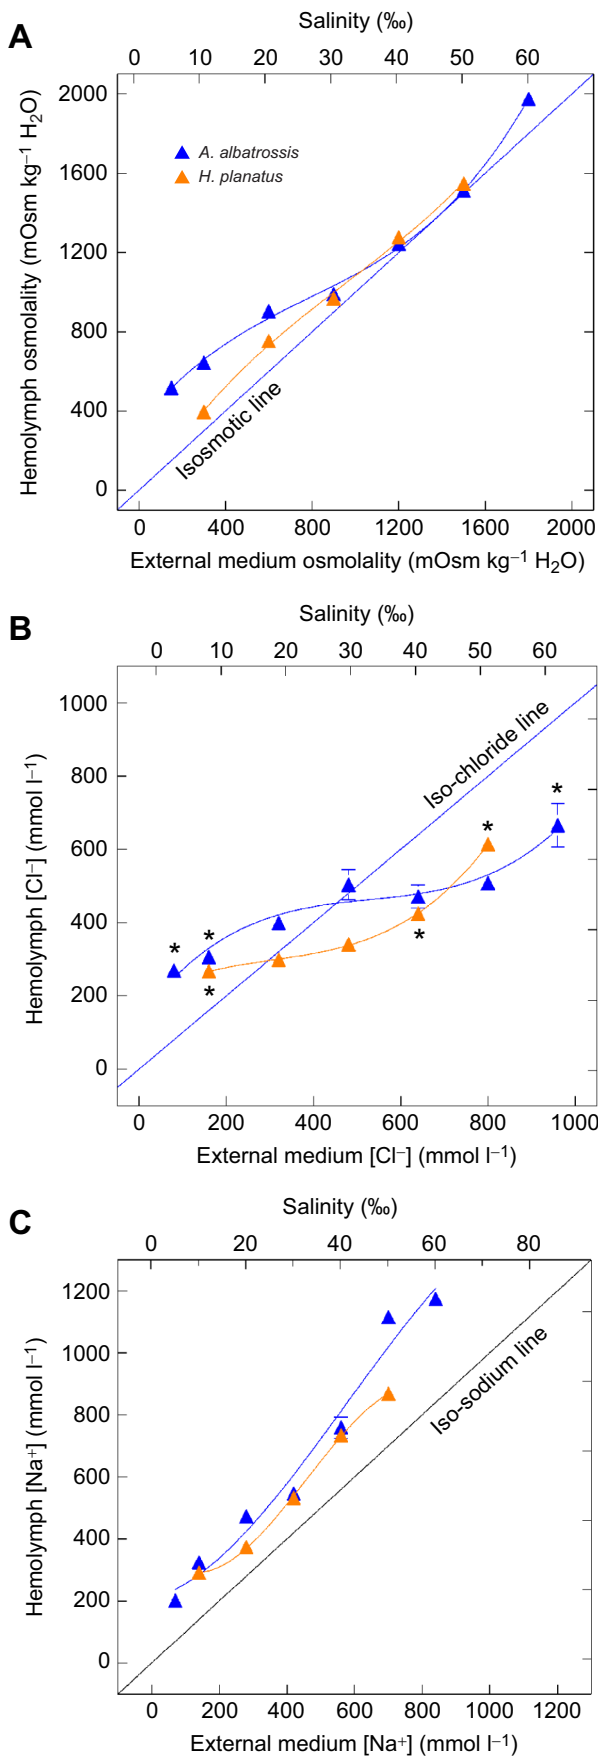 A
Salinity (‰)
0 10 20 30 40 50 60
Hemolymph osmolality (mOsm kg⁻¹ H₂O)
2000
1600
1200
800
400
0
A. albatrossis
H. planatus
Isosmotic line
0 400 800 1200 1600 2000
External medium osmolality (mOsm kg⁻¹ H₂O)
B
Salinity (‰)
0 10 20 30 40 50 60
Hemolymph [Cl⁻] (mmol l⁻¹)
1000
800
600
400
200
0
Iso-chloride line
* * * * * *
0 200 400 600 800 1000
External medium [Cl⁻] (mmol l⁻¹)
C
Salinity (‰)
0 20 40 60 80
Hemolymph [Na⁺] (mmol l⁻¹)
1200
1000
800
600
400
200
0
Iso-sodium line
0 200 400 600 800 1000 1200
External medium [Na⁺] (mmol l⁻¹)